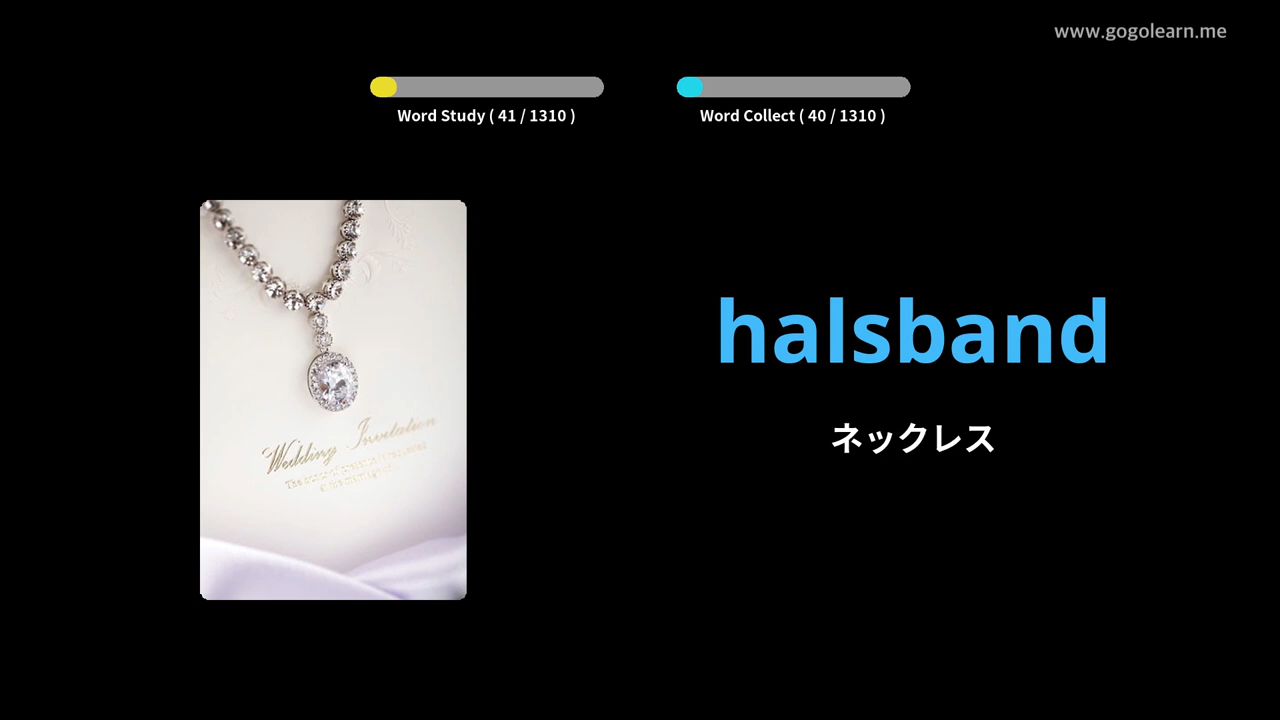 www.gogolearn.me
Word Study ( 41 / 1310 )
Word Collect ( 40 / 1310 )
halsband
ネックレス
Wedding Invitation
The